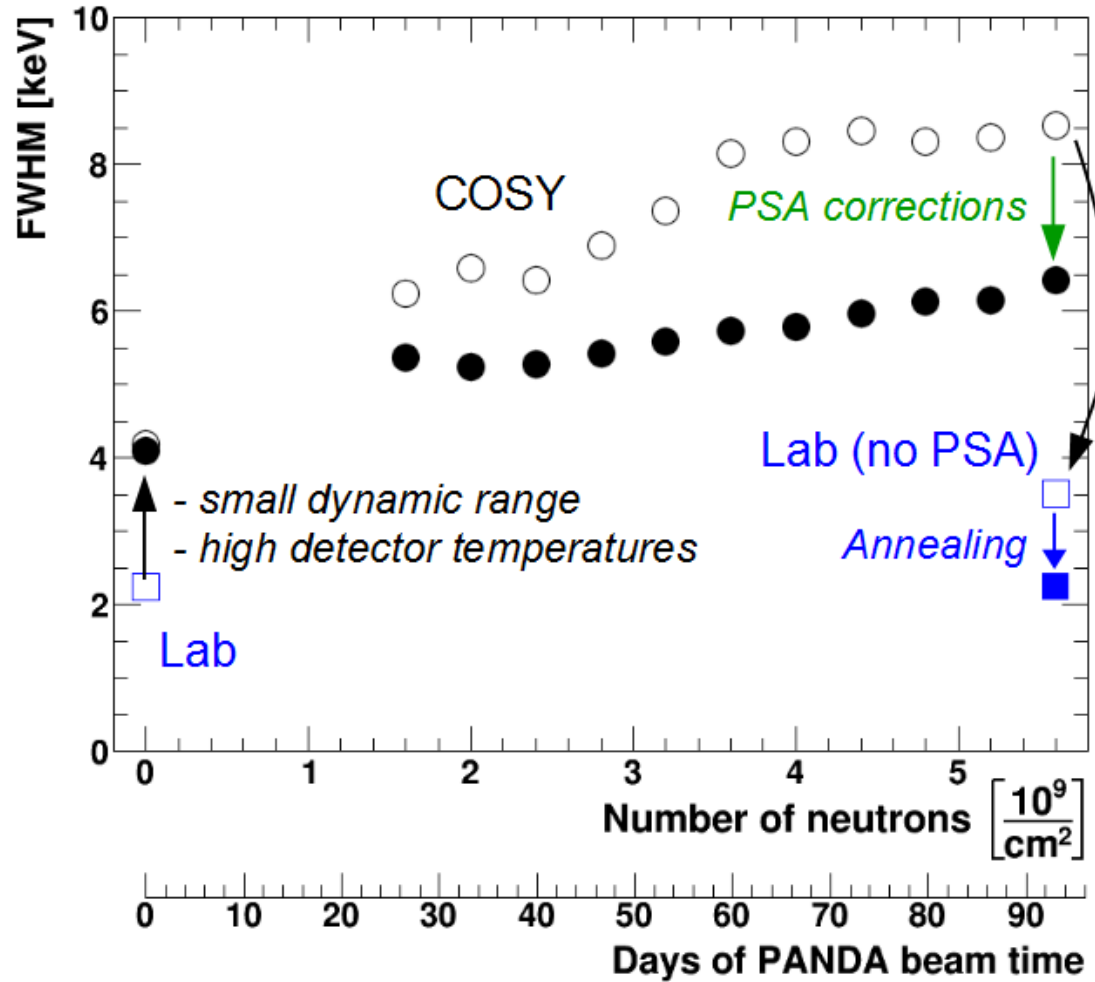 FWHM [keV]
10
8
6
4
2
0
COSY
PSA corrections
Lab (no PSA)
Annealing
- small dynamic range
- high detector temperatures
Lab
0 1 2 3 4 5
Number of neutrons [10⁹/cm²]
0 10 20 30 40 50 60 70 80 90
Days of PANDA beam time